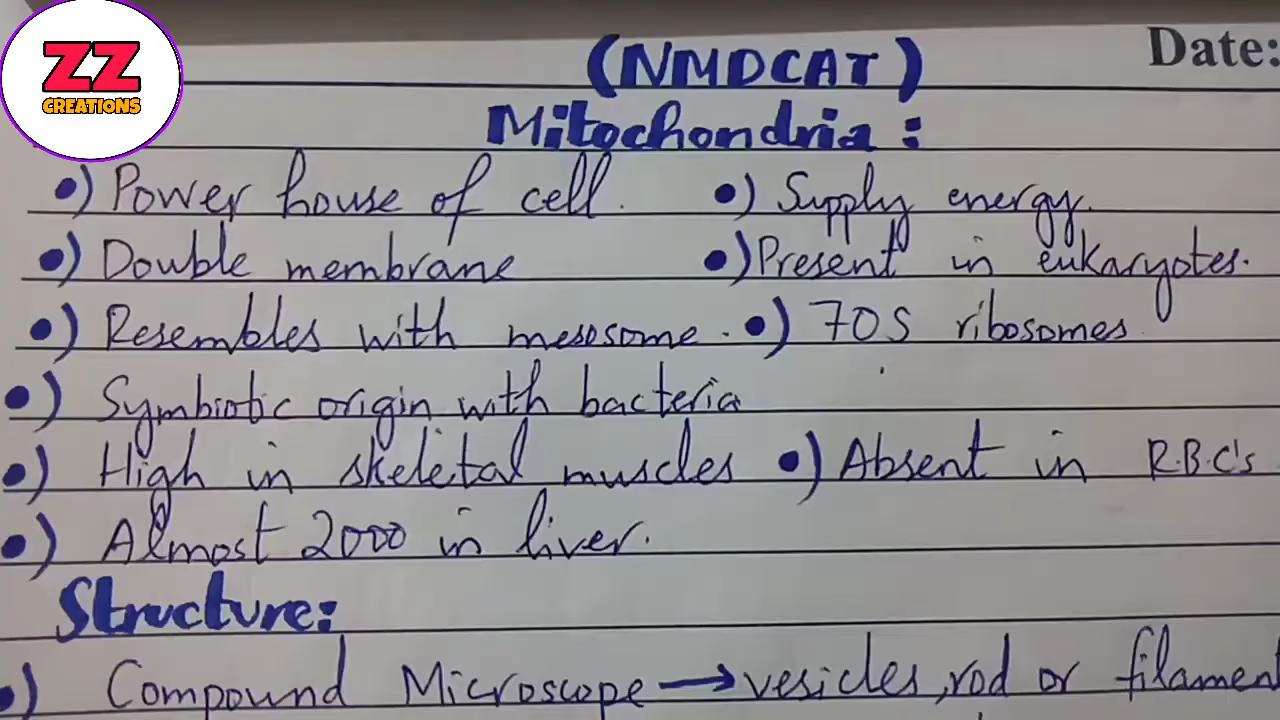 ZZ
CREATIONS
Date:
(NMDCAT)
Mitochondria:
•) Power house of cell. •) Supply energy.
•) Double membrane •) Present in eukaryotes.
•) Resembles with mesosome. •) 70S ribosomes
•) Symbiotic origin with bacteria
•) High in skeletal muscles •) Absent in R.B.C's
•) Almost 2000 in liver.
Structure:
•) Compound Microscope → vesicles, rod or filament